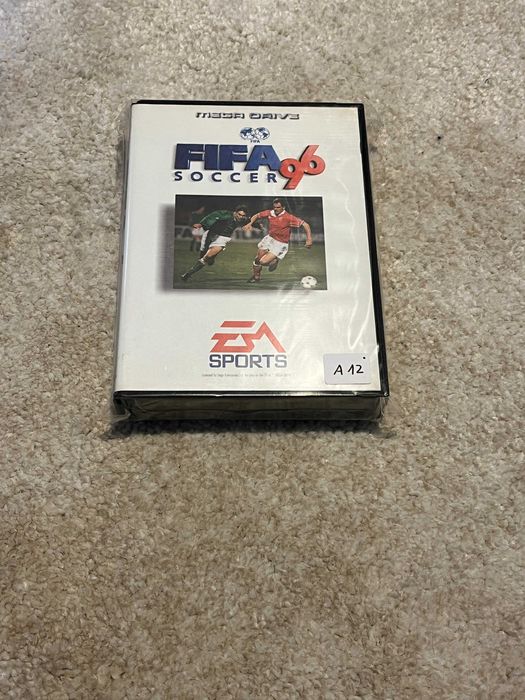 MEGA DRIVE
FIFA
FIFA 96
SOCCER
EA
SPORTS
A 12